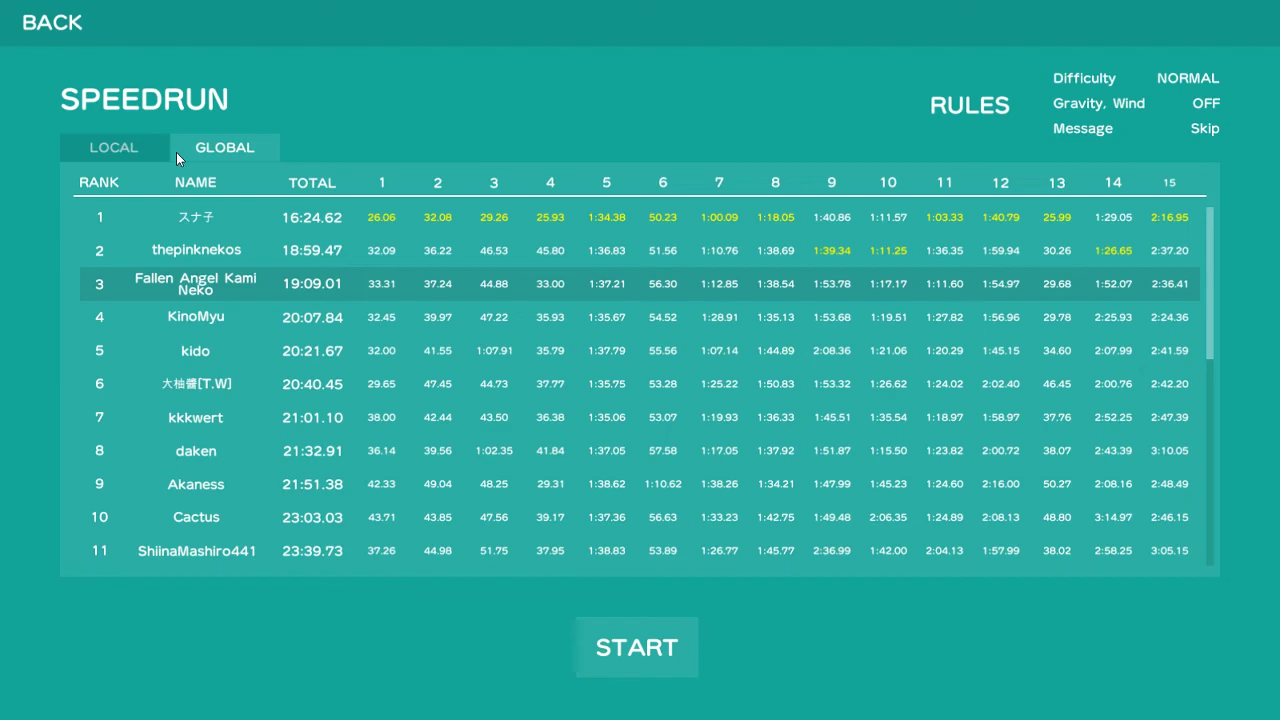 BACK
SPEEDRUN
RULES
Difficulty NORMAL
Gravity, Wind OFF
Message Skip
LOCAL GLOBAL
RANK NAME TOTAL 1 2 3 4 5 6 7 8 9 10 11 12 13 14 15
1 スナ子 16:24.62 26.06 32.08 29.26 25.93 1:34.38 50.23 1:00.09 1:18.05 1:40.86 1:11.57 1:03.33 1:40.79 25.99 1:29.05 2:16.95
2 thepinknekos 18:59.47 32.09 36.22 46.53 45.80 1:36.83 51.56 1:10.76 1:38.69 1:39.34 1:11.25 1:36.35 1:59.94 30.26 1:26.65 2:37.20
3 Fallen Angel Kami Neko 19:09.01 33.31 37.24 44.88 33.00 1:37.21 56.30 1:12.85 1:38.54 1:53.78 1:17.17 1:11.60 1:54.97 29.68 1:52.07 2:36.41
4 KinoMyu 20:07.84 32.45 39.97 47.22 35.93 1:35.67 54.52 1:28.91 1:35.13 1:53.68 1:19.51 1:27.82 1:56.96 29.78 2:25.93 2:24.36
5 kido 20:21.67 32.00 41.55 1:07.91 35.79 1:37.79 55.56 1:07.14 1:44.89 2:08.36 1:21.06 1:20.29 1:45.15 34.60 2:07.99 2:41.59
6 大柚醬[T.W] 20:40.45 29.65 47.45 44.73 37.77 1:35.75 53.28 1:25.22 1:50.83 1:53.32 1:26.62 1:24.02 2:02.40 46.45 2:00.76 2:42.20
7 kkkwert 21:01.10 38.00 42.44 43.50 36.38 1:35.06 53.07 1:19.93 1:36.33 1:45.51 1:35.54 1:18.97 1:58.97 37.76 2:52.25 2:47.39
8 daken 21:32.91 36.14 39.56 1:02.35 41.84 1:37.05 57.58 1:17.05 1:37.92 1:51.87 1:15.50 1:23.82 2:00.72 38.07 2:43.39 3:10.05
9 Akaness 21:51.38 42.33 49.04 48.25 29.31 1:38.62 1:10.62 1:38.26 1:34.21 1:47.99 1:45.23 1:24.60 2:16.00 50.27 2:08.16 2:48.49
10 Cactus 23:03.03 43.71 43.85 47.56 39.17 1:37.36 56.63 1:33.23 1:42.75 1:49.48 2:06.35 1:24.89 2:08.13 48.80 3:14.97 2:46.15
11 ShiinaMashiro441 23:39.73 37.26 44.98 51.75 37.95 1:38.83 53.89 1:26.77 1:45.77 2:36.99 1:42.00 2:04.13 1:57.99 38.02 2:58.25 3:05.15
START